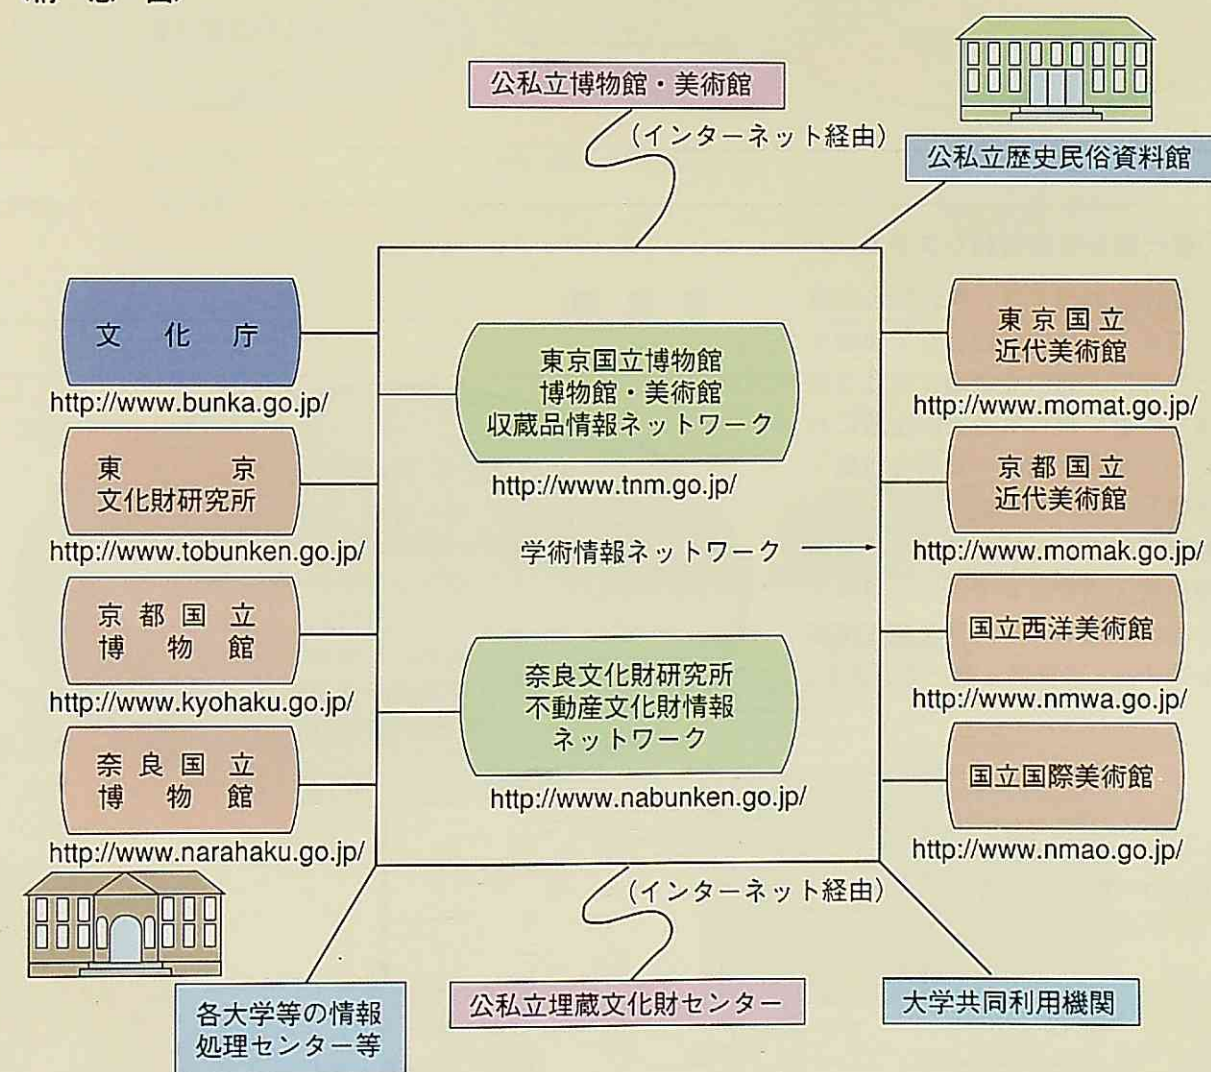 公私立博物館・美術館
(インターネット経由)
公私立歴史民俗資料館
文化庁
http://www.bunka.go.jp/
東京
文化財研究所
http://www.tobunken.go.jp/
京都国立
博物館
http://www.kyohaku.go.jp/
奈良国立
博物館
http://www.narahaku.go.jp/
東京国立博物館
博物館・美術館
収蔵品情報ネットワーク
http://www.tnm.go.jp/
学術情報ネットワーク
奈良文化財研究所
不動産文化財情報
ネットワーク
http://www.nabunken.go.jp/
東京国立
近代美術館
http://www.momat.go.jp/
京都国立
近代美術館
http://www.momak.go.jp/
国立西洋美術館
http://www.nmwa.go.jp/
国立国際美術館
http://www.nmao.go.jp/
(インターネット経由)
各大学等の情報
処理センター等
公私立埋蔵文化財センター
大学共同利用機関